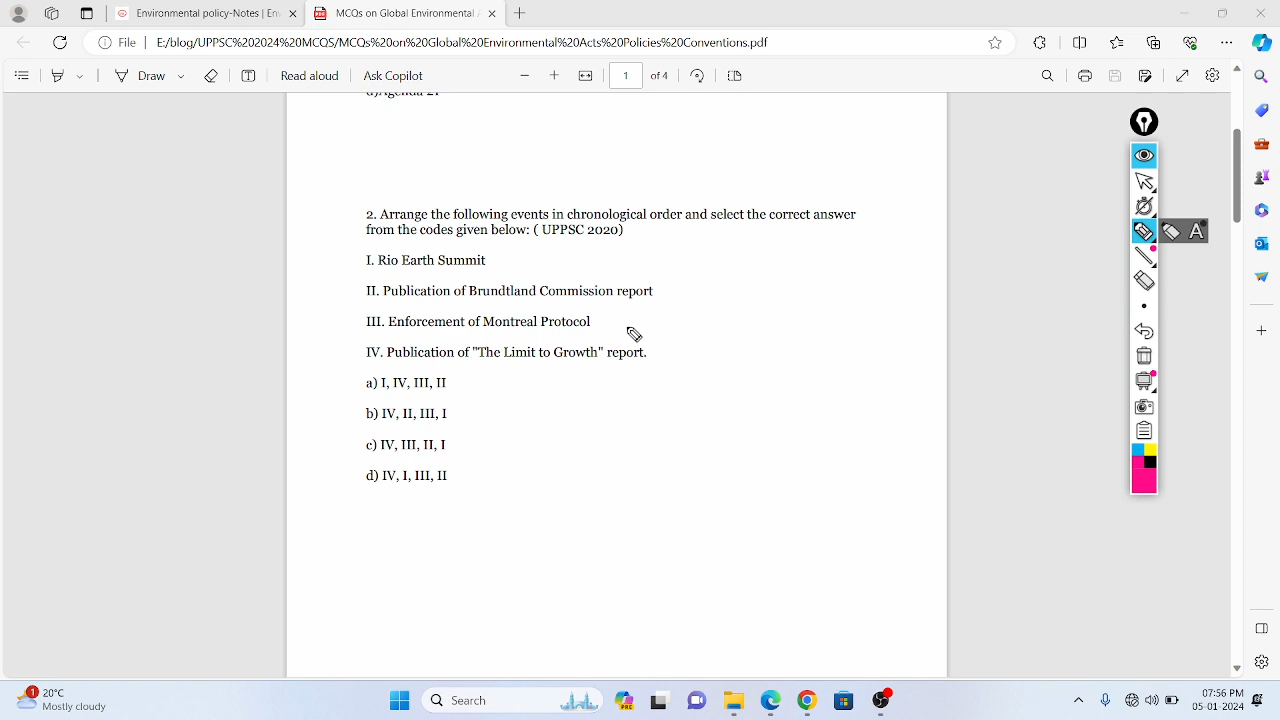 Environmental policy-Notes | En
MCQs on Global Environmental
File
E:/blog/UPPSC%202024%20MCQS/MCQs%20on%20Global%20Environmental%20Acts%20Policies%20Conventions.pdf
Draw
Read aloud
Ask Copilot
1
of 4
d)Agenda 21
2. Arrange the following events in chronological order and select the correct answer
from the codes given below: ( UPPSC 2020)
I. Rio Earth Summit
II. Publication of Brundtland Commission report
III. Enforcement of Montreal Protocol
IV. Publication of "The Limit to Growth" report.
a) I, IV, III, II
b) IV, II, III, I
c) IV, III, II, I
d) IV, I, III, II
A
1
20°C
Mostly cloudy
Search
PRE
07:56 PM
05-01-2024